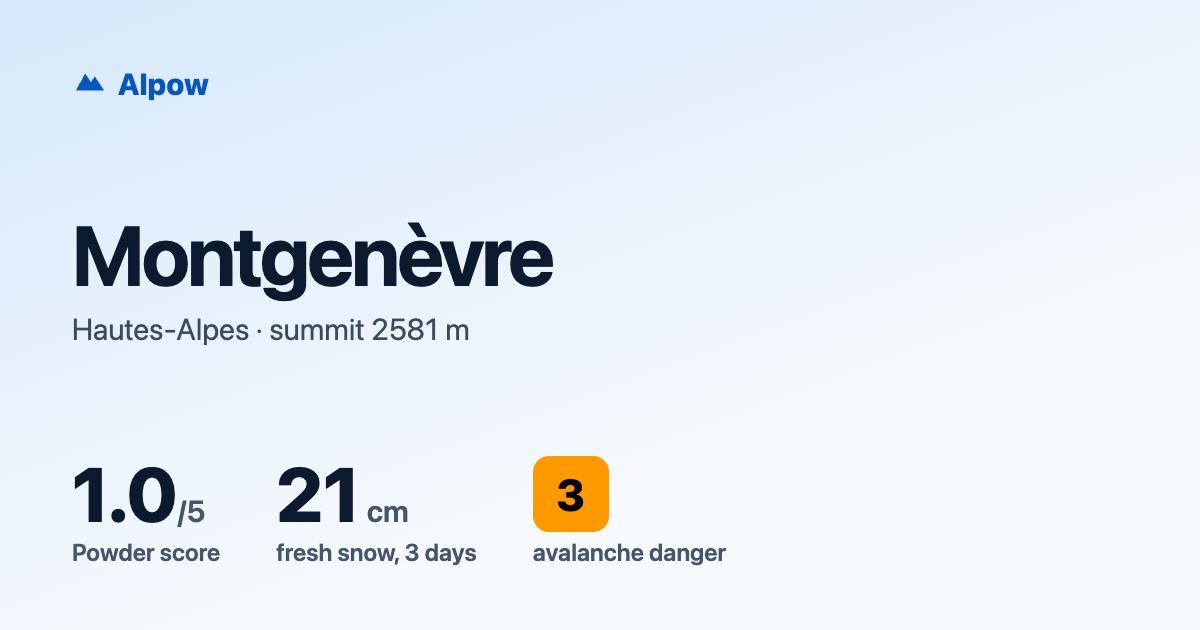 Alpow
Montgenèvre
Hautes-Alpes · summit 2581 m
1.0/5
Powder score
21 cm
fresh snow, 3 days
3
avalanche danger